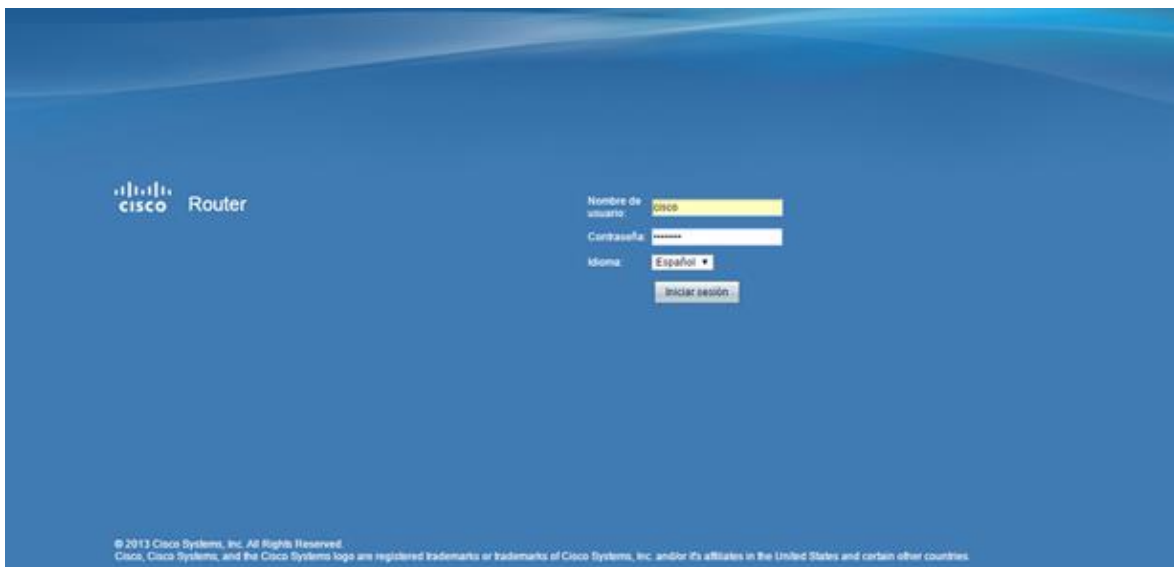 CISCO
Router
Nombre de
usuario:
cisco
Contraseña:
•••••••
Idioma:
Español
Iniciar sesión
© 2013 Cisco Systems, Inc. All Rights Reserved.
Cisco, Cisco Systems, and the Cisco Systems logo are registered trademarks or trademarks of Cisco Systems, Inc. and/or it's affiliates in the United States and certain other countries.